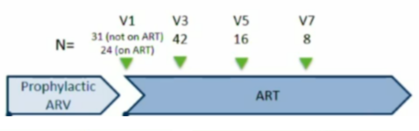 V1 V3 V5 V7
N= 31 (not on ART) 42 16 8
24 (on ART)
Prophylactic
ARV
ART